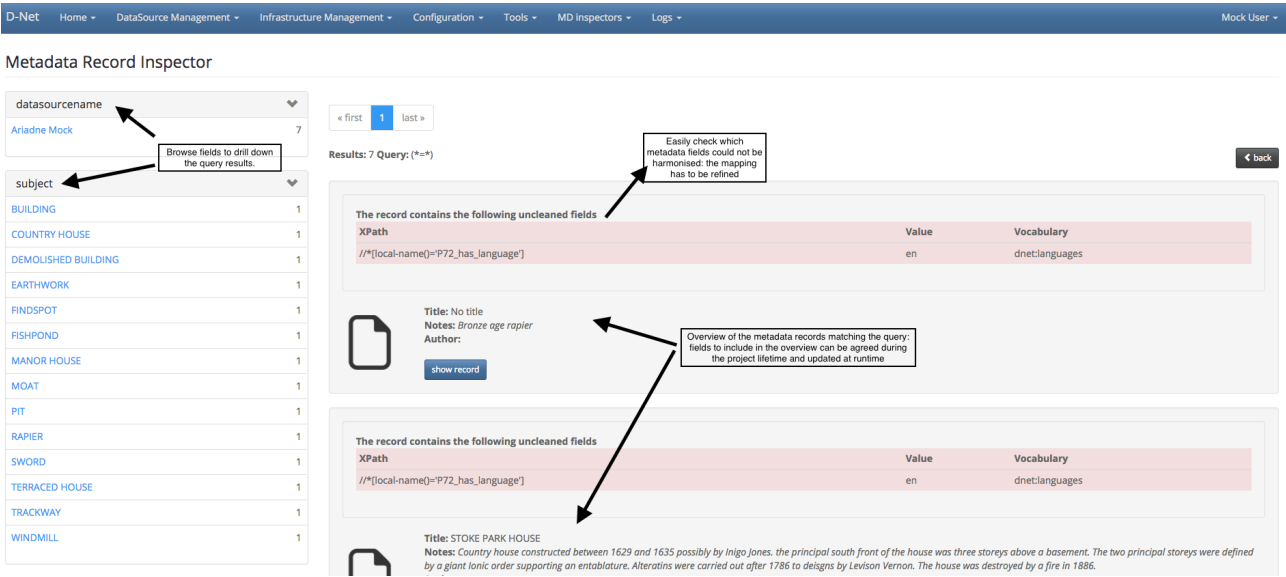 D-Net Home DataSource Management Infrastructure Management Configuration Tools MD inspectors Logs Mock User
Metadata Record Inspector
datasourcename
Ariadne Mock 7
Browse fields to drill down
the query results.
subject
BUILDING 1
COUNTRY HOUSE 1
DEMOLISHED BUILDING 1
EARTHWORK 1
FINDSPOT 1
FISHPOND 1
MANOR HOUSE 1
MOAT 1
PIT 1
RAPIER 1
SWORD 1
TERRACED HOUSE 1
TRACKWAY 1
WINDMILL 1
« first 1 last »
Results: 7 Query: (*=*)
Easily check which
metadata fields could not be
harmonised: the mapping
has to be refined
back
The record contains the following uncleaned fields
XPath Value Vocabulary
//*[local-name()='P72_has_language'] en dnet:languages
Title: No title
Notes: Bronze age rapier
Author:
show record
Overview of the metadata records matching the query:
fields to include in the overview can be agreed during
the project lifetime and updated at runtime
The record contains the following uncleaned fields
XPath Value Vocabulary
//*[local-name()='P72_has_language'] en dnet:languages
Title: STOKE PARK HOUSE
Notes: Country house constructed between 1629 and 1635 possibly by Inigo Jones. the principal south front of the house was three storeys above a basement. The two principal storeys were defined
by a giant Ionic order supporting an entablature. Alteratins were carried out after 1786 to deisgns by Levison Vernon. The house was destroyed by a fire in 1886.